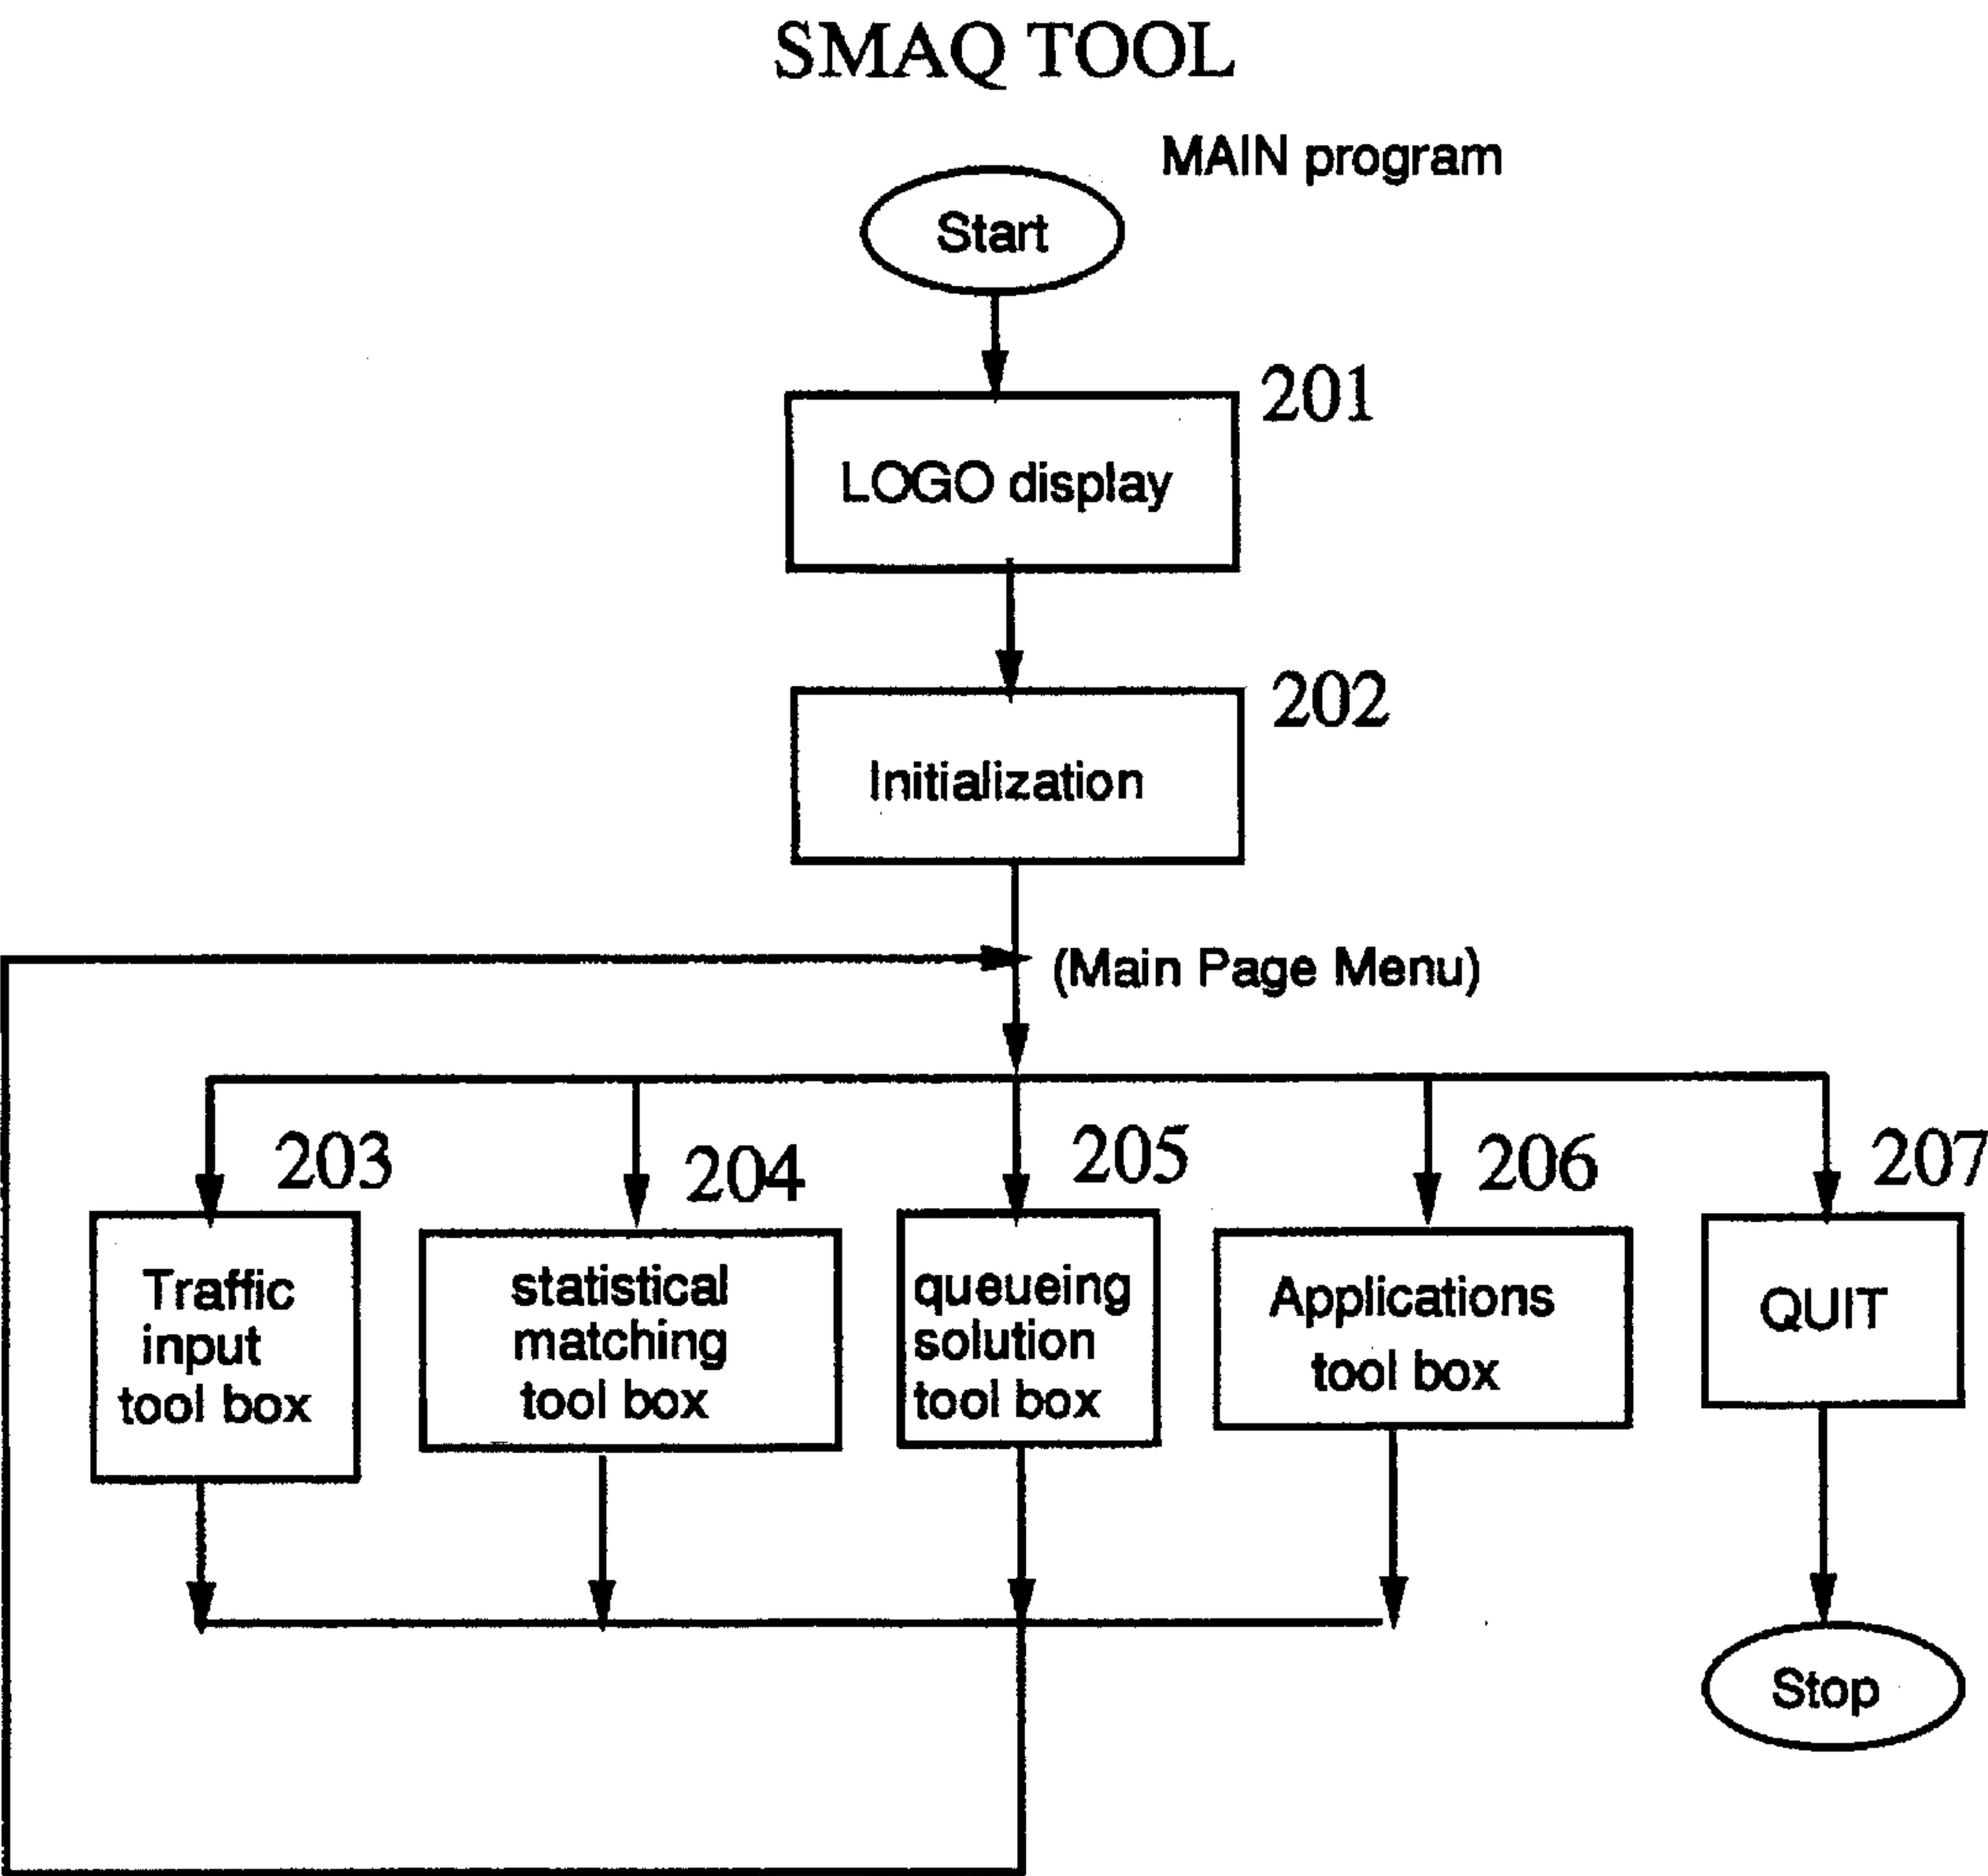 SMAQ TOOL
MAIN program
Start
201
LOGO display
202
Initialization
(Main Page Menu)
203
204
205
206
207
Traffic
input
tool box
statistical
matching
tool box
queueing
solution
tool box
Applications
tool box
QUIT
Stop